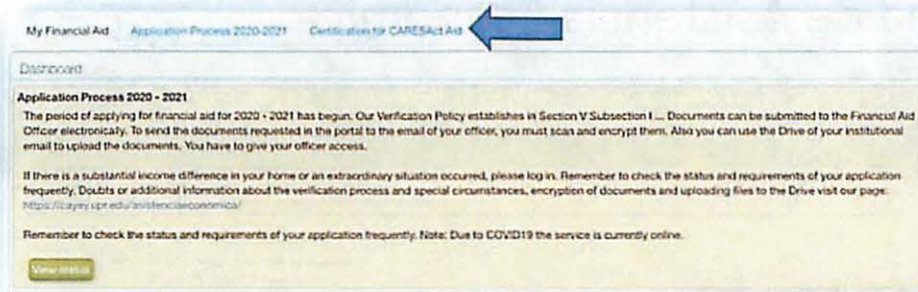 My Financial Aid Application Process 2020-2021 Certification for CARESAct Aid
Dashboard
Application Process 2020 - 2021
The period of applying for financial aid for 2020 - 2021 has begun. Our Verification Policy establishes in Section V Subsection I ... Documents can be submitted to the Financial Aid
Officer electronically. To send the documents requested in the portal to the email of your officer, you must scan and encrypt them. Also you can use the Drive of your institutional
email to upload the documents. You have to give your officer access.
If there is a substantial income difference in your home or an extraordinary situation occurred, please log in. Remember to check the status and requirements of your application
frequently. Doubts or additional information about the verification process and special circumstances, encryption of documents and uploading files to the Drive visit our page:
https://cayey.upr.edu/asistenciaeconomica/
Remember to check the status and requirements of your application frequently. Note: Due to COVID19 the service is currently online.
View status